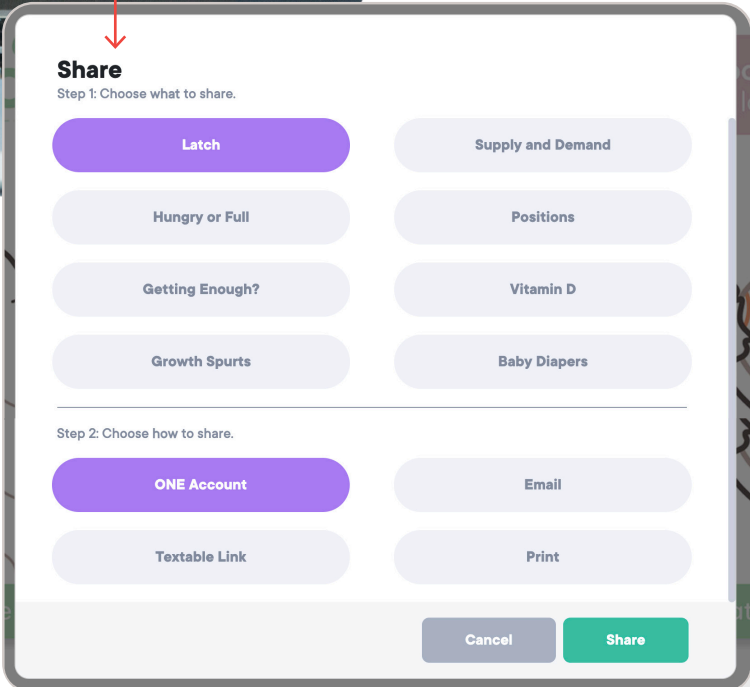 Share
Step 1: Choose what to share.
Latch
Supply and Demand
Hungry or Full
Positions
Getting Enough?
Vitamin D
Growth Spurts
Baby Diapers
Step 2: Choose how to share.
ONE Account
Email
Textable Link
Print
Cancel
Share